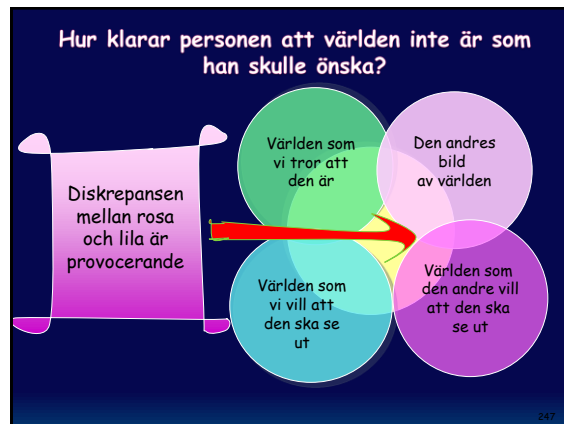 Hur klarar personen att världen inte är som
han skulle önska?
Diskrepansen
mellan rosa
och lila är
provocerande
Världen som
vi tror att
den är
Den andres
bild
av världen
Världen som
vi vill att
den ska se
ut
Världen som
den andre vill
att den ska
se ut
247